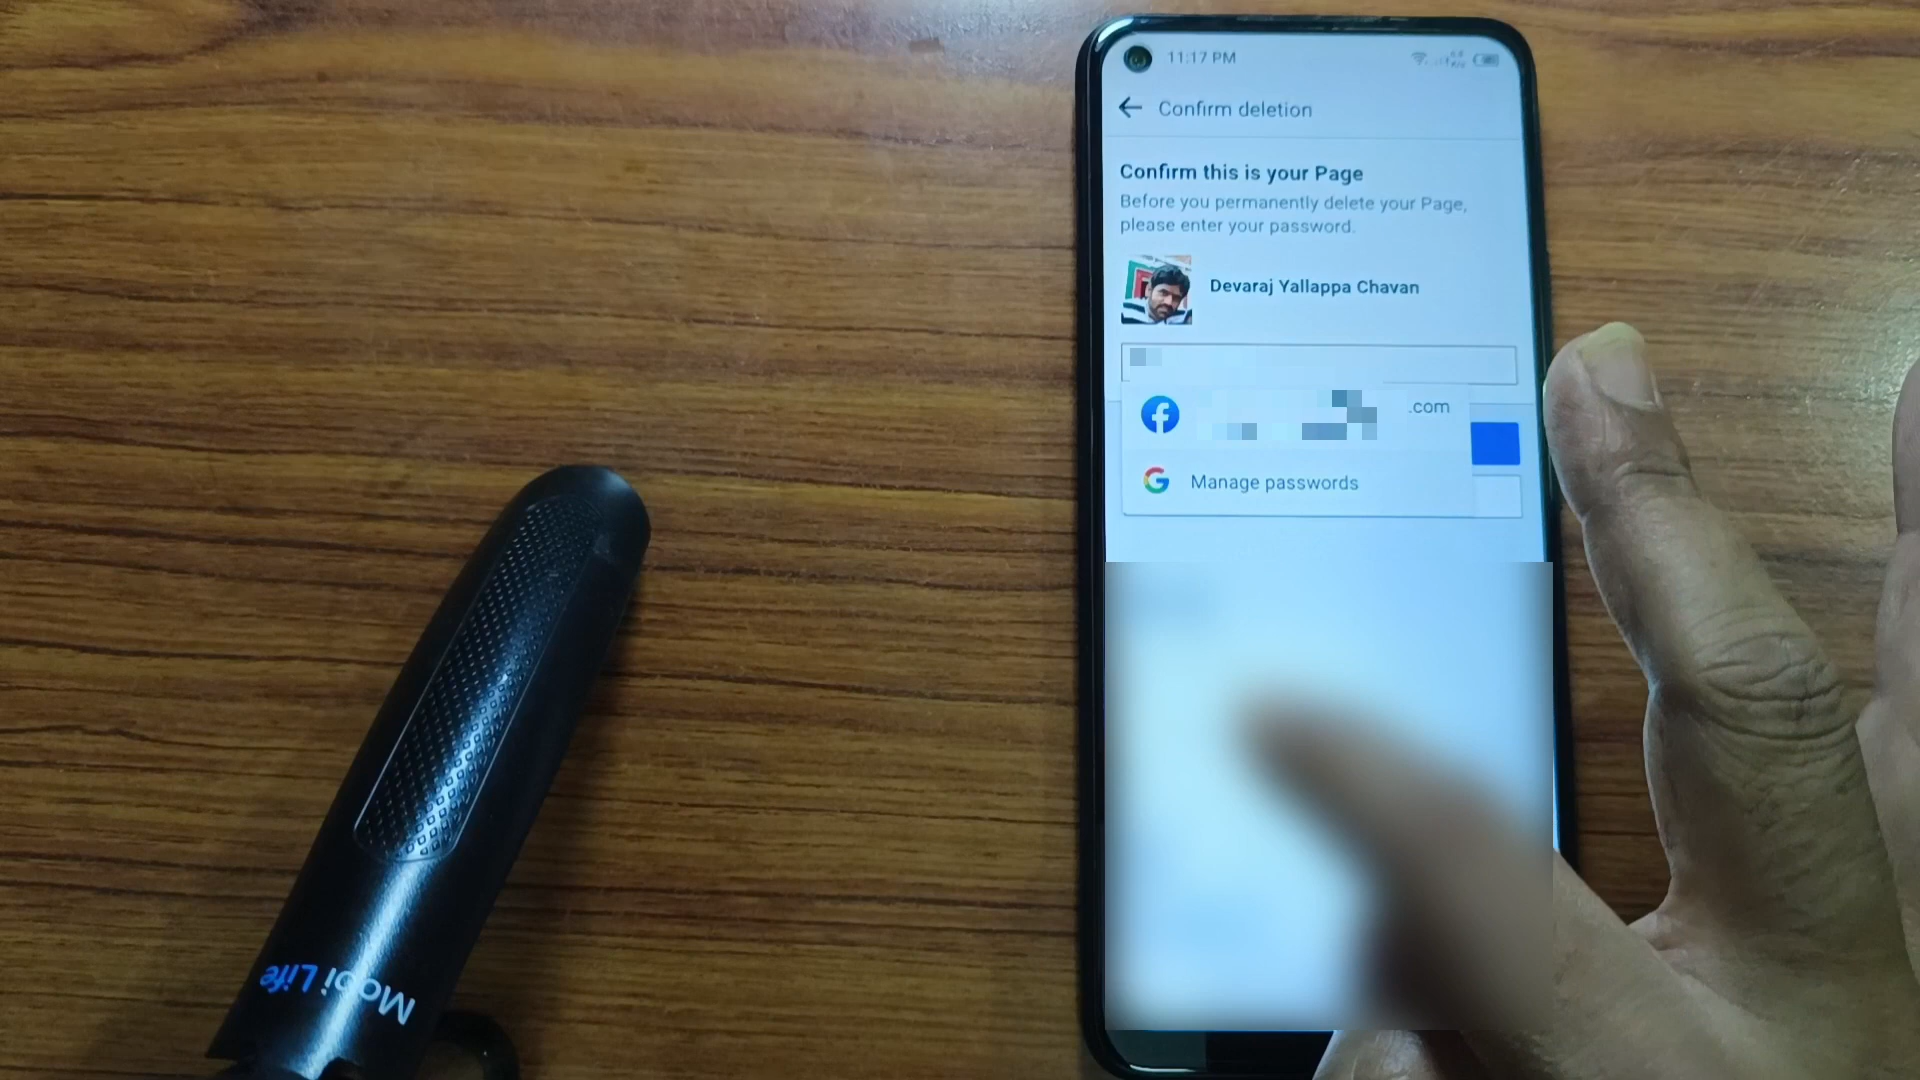 11:17 PM
Confirm deletion
Confirm this is your Page
Before you permanently delete your Page,
please enter your password.
Devaraj Yallappa Chavan
.com
Manage passwords
Mobi Life